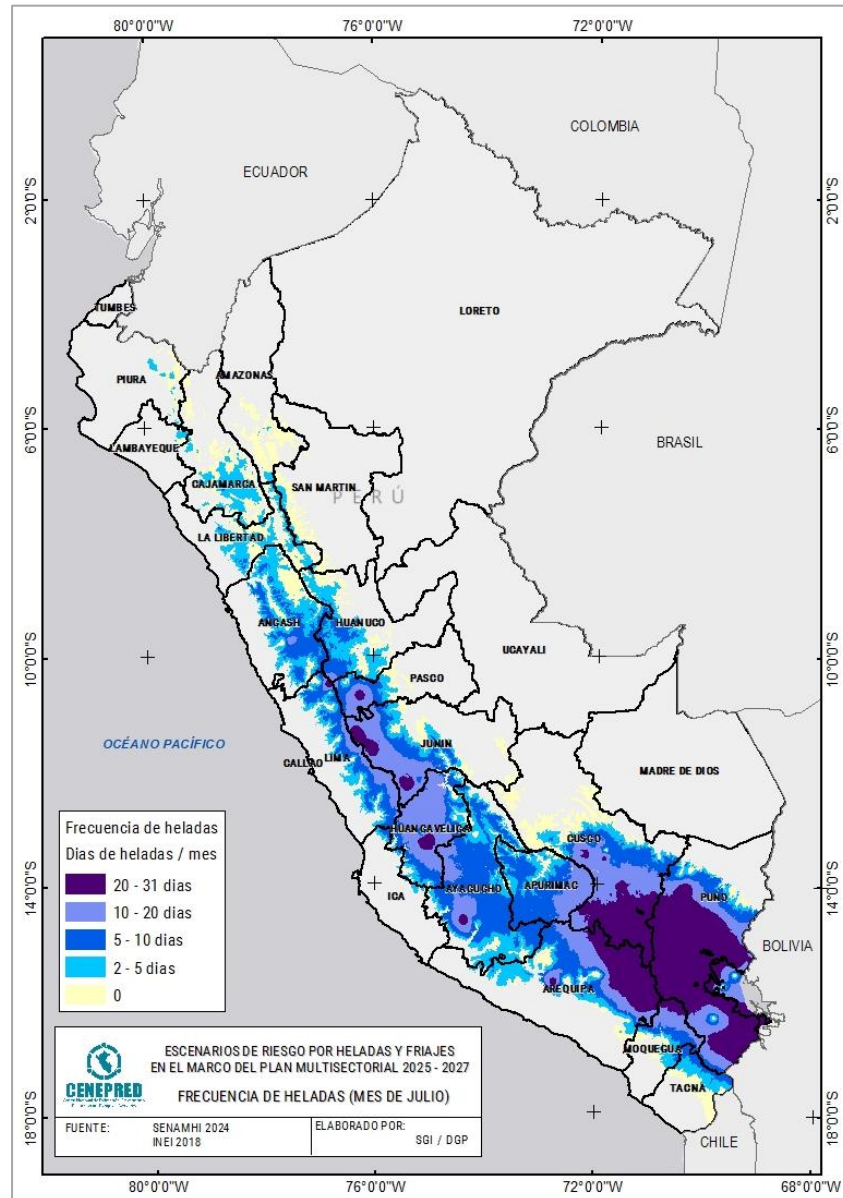 80°0'0"W 76°0'0"W 72°0'0"W
COLOMBIA
ECUADOR
2°0'0"S 2°0'0"S
TUMBES
LORETO
PIURA
AMAZONAS
6°0'0"S 6°0'0"S
LAMBAYEQUE
BRASIL
CAJAMARCA
SAN MARTIN
PERÚ
LA LIBERTAD
ANCASH
HUANUCO
UCAYALI
10°0'0"S 10°0'0"S
PASCO
OCÉANO PACÍFICO
JUNIN
CALLAO
LIMA
MADRE DE DIOS
HUANCAVELICA
CUSCO
14°0'0"S 14°0'0"S
ICA
AYACUCHO
APURIMAC
PUNO
BOLIVIA
AREQUIPA
MOQUEGUA
TACNA
18°0'0"S 18°0'0"S
CHILE
Frecuencia de heladas
Dias de heladas / mes
20 - 31 dias
10 - 20 dias
5 - 10 dias
2 - 5 dias
0
CENEPRED
ESCENARIOS DE RIESGO POR HELADAS Y FRIAJES
EN EL MARCO DEL PLAN MULTISECTORIAL 2025 - 2027
FRECUENCIA DE HELADAS (MES DE JULIO)
FUENTE: SENAMHI 2024
INEI 2018
ELABORADO POR:
SGI / DGP
80°0'0"W 76°0'0"W 72°0'0"W 68°0'0"W